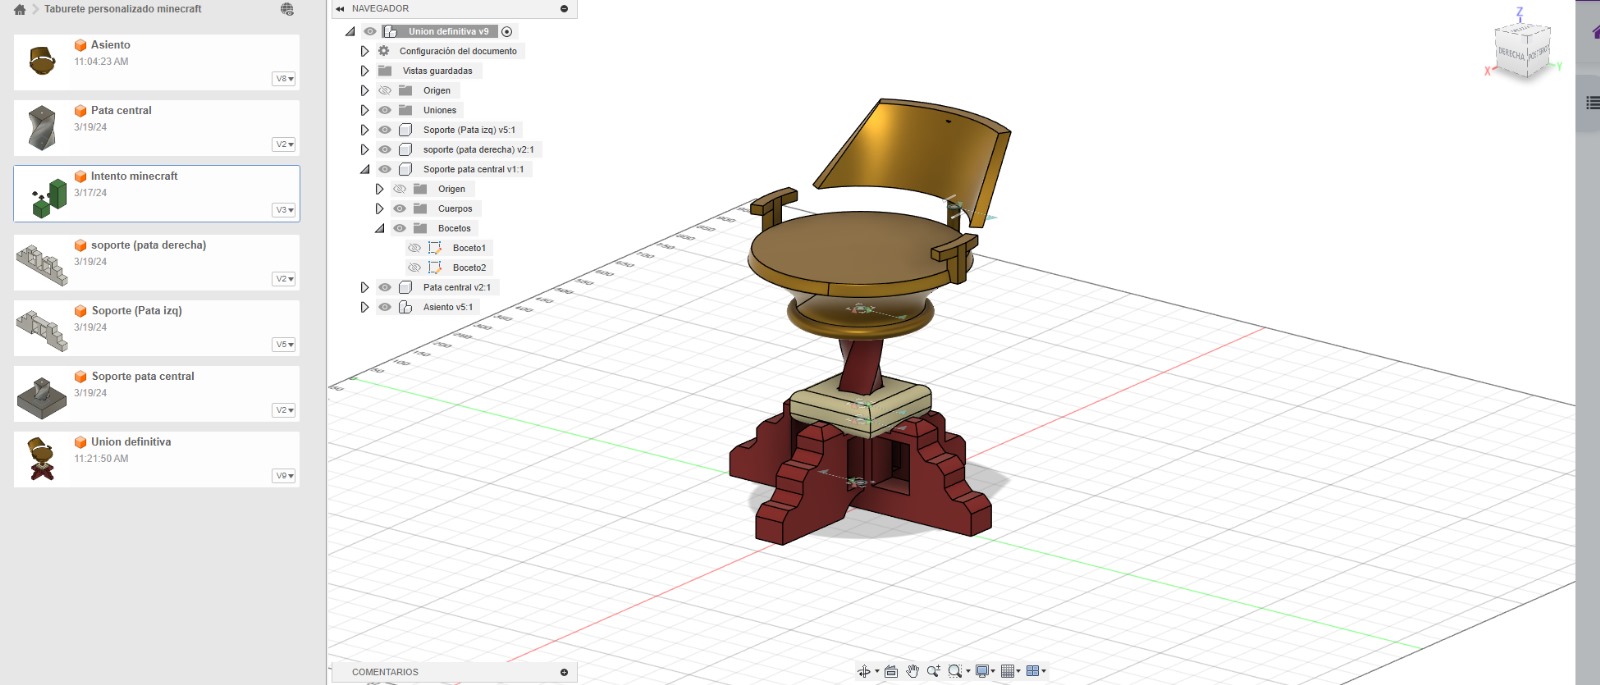 Taburete personalizado minecraft
Asiento
11:04:23 AM
V8
Pata central
3/19/24
V2
Intento minecraft
3/17/24
V3
soporte (pata derecha)
3/19/24
V2
Soporte (Pata izq)
3/19/24
V5
Soporte pata central
3/19/24
V2
Union definitiva
11:21:50 AM
V9
NAVEGADOR
Union definitiva v9
Configuración del documento
Vistas guardadas
Origen
Uniones
Soporte (Pata izq) v5:1
soporte (pata derecha) v2:1
Soporte pata central v1:1
Origen
Cuerpos
Bocetos
Boceto1
Boceto2
Pata central v2:1
Asiento v5:1
Z
DERECHA
X
Y
COMENTARIOS